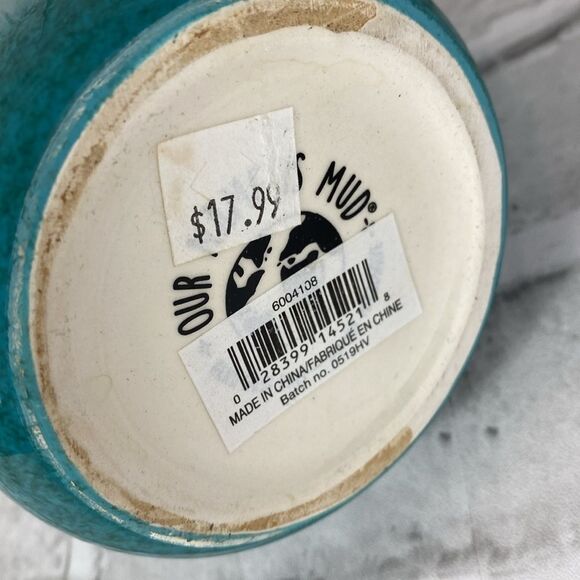 $17.99
OUR
S MUD®
6004108
0 28399 14521 8
MADE IN CHINA/FABRIQUÉ EN CHINE
Batch no. 0519HV